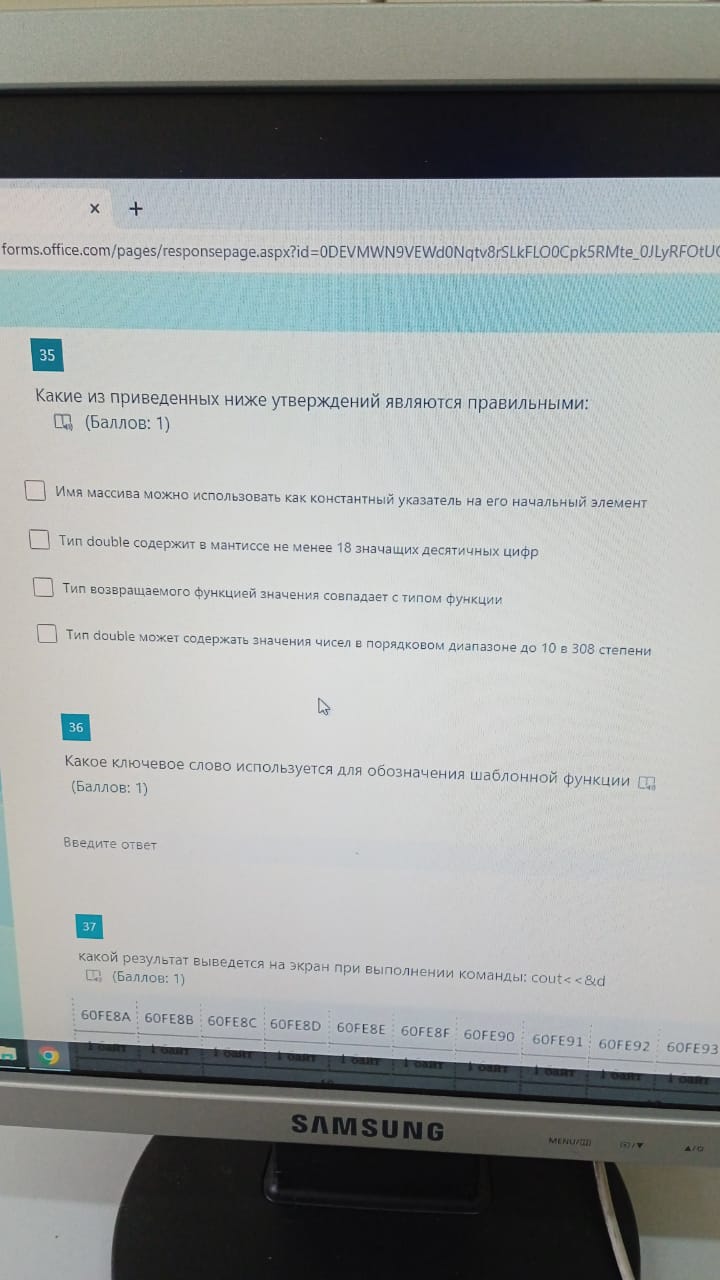 × +
forms.office.com/pages/responsepage.aspx?id=0DEVMWN9VEWd0Nqtv8rSLkFLO0Cpk5RMte_0JLyRFOtU
35
Какие из приведенных ниже утверждений являются правильными:
(Баллов: 1)
Имя массива можно использовать как константный указатель на его начальный элемент
Тип double содержит в мантиссе не менее 18 значащих десятичных цифр
Тип возвращаемого функцией значения совпадает с типом функции
Тип double может содержать значения чисел в порядковом диапазоне до 10 в 308 степени
36
Какое ключевое слово используется для обозначения шаблонной функции
(Баллов: 1)
Введите ответ
37
какой результат выведется на экран при выполнении команды: cout<<&d
(Баллов: 1)
60FE8A 60FE8B 60FE8C 60FE8D 60FE8E 60FE8F 60FE90 60FE91 60FE92 60FE93
1 байт 1 байт 1 байт 1 байт 1 байт 1 байт 1 байт 1 байт 1 байт 1 байт
SAMSUNG
MENU/